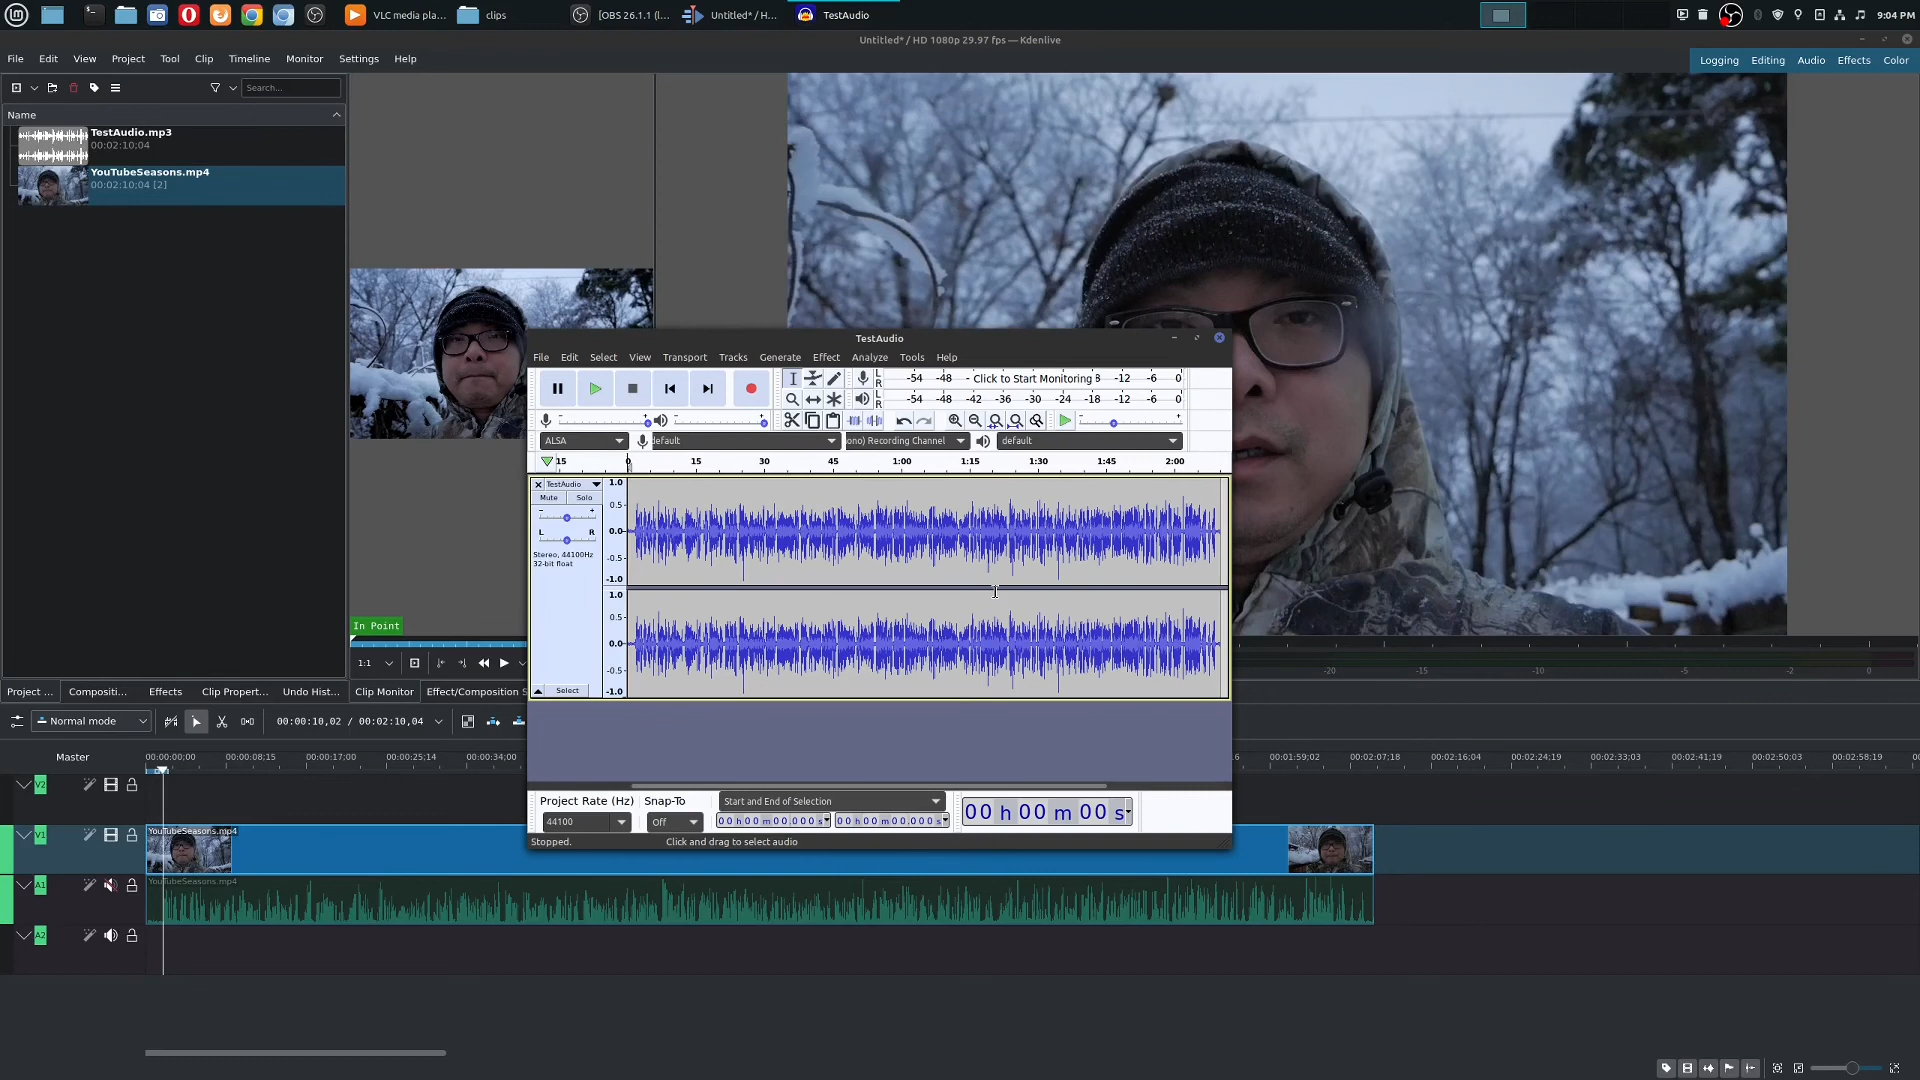 VLC media pla...
clips
[OBS 26.1.1 (l...
Untitled* / H...
TestAudio
9:04 PM
Untitled* / HD 1080p 29.97 fps — Kdenlive
File Edit View Project Tool Clip Timeline Monitor Settings Help
Logging Editing Audio Effects Color
Search...
Name
TestAudio.mp3
00:02:10;04
YouTubeSeasons.mp4
00:02:10;04 [2]
In Point
1:1
Project ... Compositi... Effects Clip Propert... Undo Hist... Clip Monitor Effect/Composition S
TestAudio
File Edit Select View Transport Tracks Generate Effect Analyze Tools Help
L
R
-54 -48 - Click to Start Monitoring 8 -12 -6 0
L
R
-54 -48 -42 -36 -30 -24 -18 -12 -6 0
ALSA default ono) Recording Channel default
15 0 15 30 45 1:00 1:15 1:30 1:45 2:00
TestAudio
Mute Solo
L R
Stereo, 44100Hz
32-bit float
Select
1.0
0.5
0.0
-0.5
-1.0
1.0
0.5
0.0
-0.5
-1.0
Project Rate (Hz) Snap-To Start and End of Selection
44100 Off 00 h 00 m 00.000 s 00 h 00 m 00.000 s
00 h 00 m 00 s
Stopped. Click and drag to select audio
-20 -10 -5 -2 0
Normal mode 00:00:10,02 / 00:02:10,04
Master
00:00:00;00 00:00:08;15 00:00:17;00 00:00:25;14 00:00:34;00 00:01:59;02 00:02:07;18 00:02:16;04 00:02:24;19 00:02:33;03 00:02:41;19 00:02:50;03 00:02:58;19
V2
V1
YouTubeSeasons.mp4
A1
YouTubeSeasons.mp4
A2